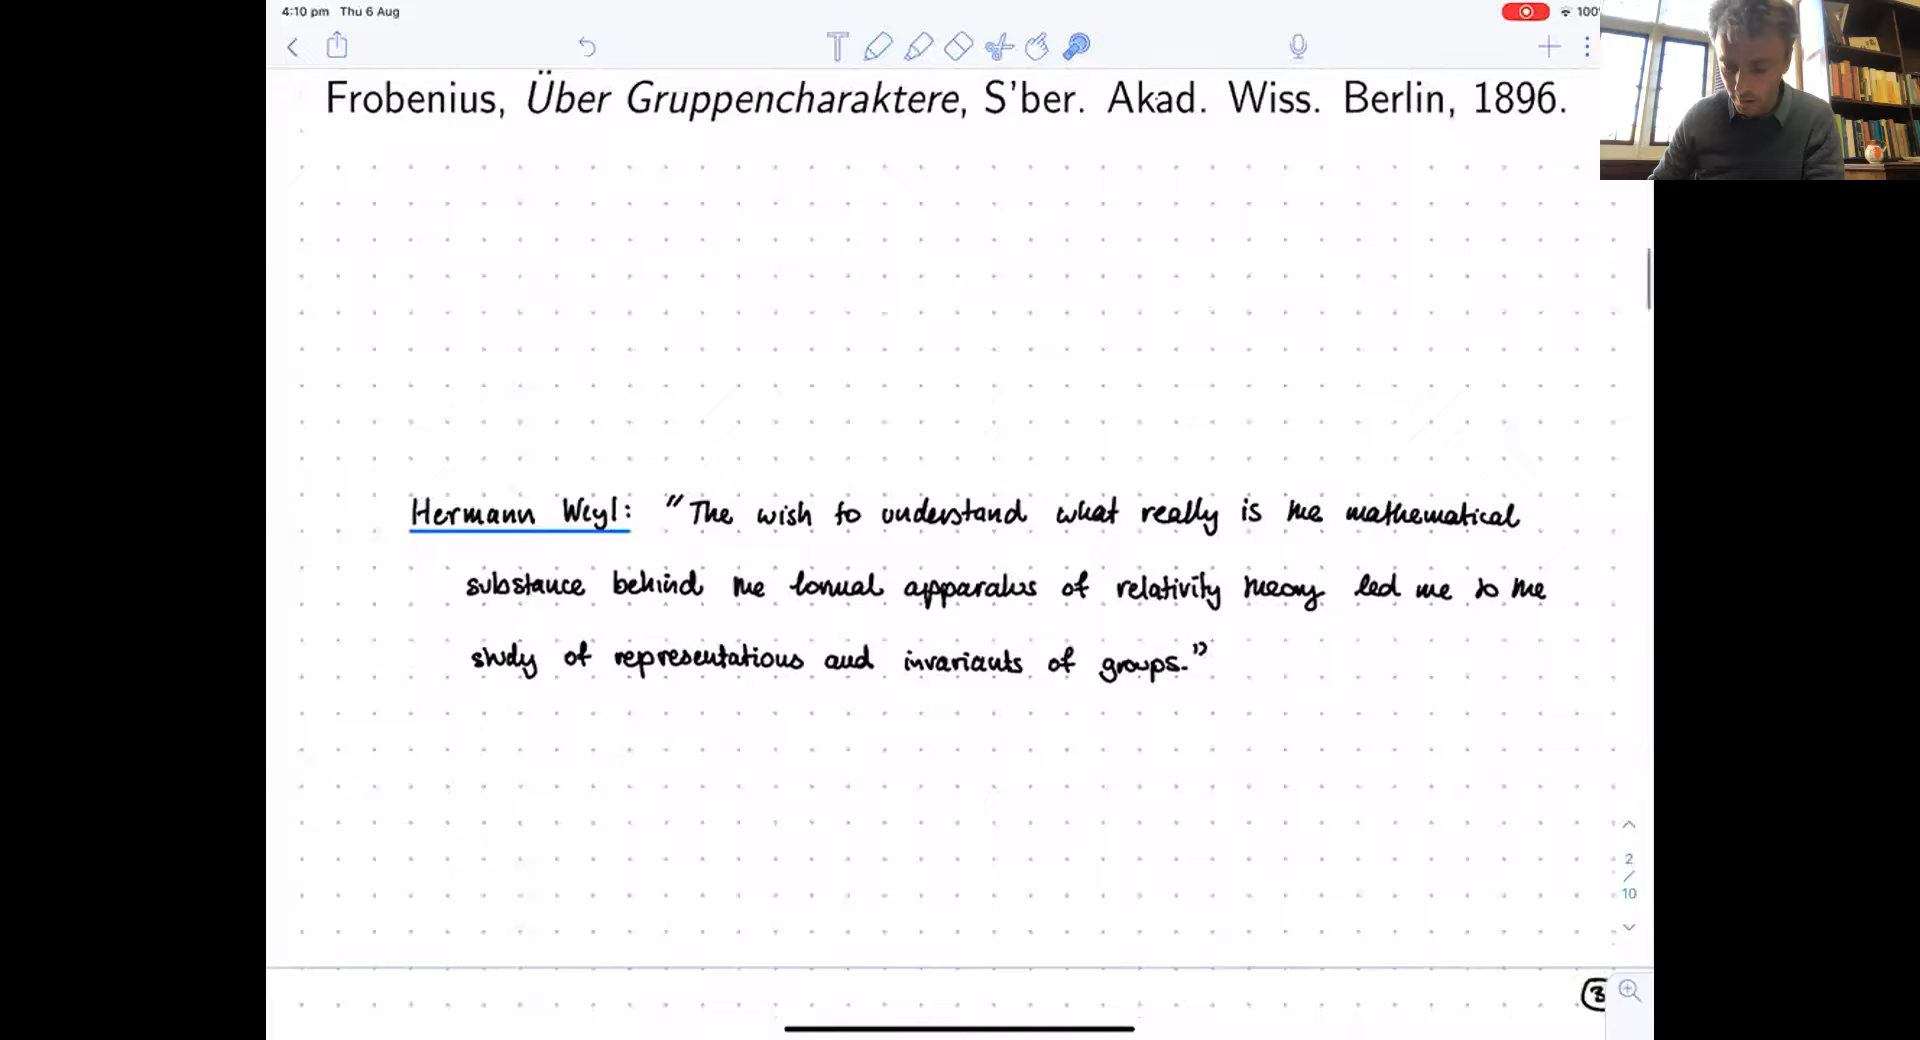 4:10 pm Thu 6 Aug
100
T
Frobenius, Über Gruppencharaktere, S'ber. Akad. Wiss. Berlin, 1896.
Hermann Weyl: "The wish to understand what really is the mathematical
substance behind the formal apparatus of relativity theory led me to the
study of representations and invariants of groups."
2
/
10
3